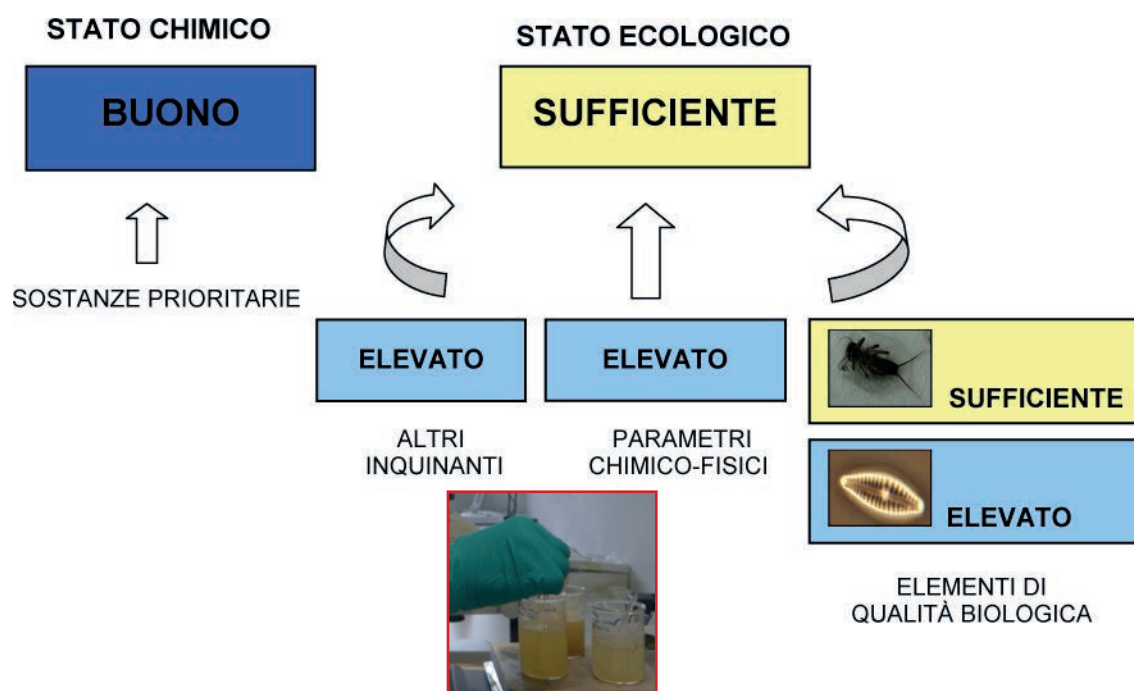 STATO CHIMICO
BUONO
SOSTANZE PRIORITARIE
STATO ECOLOGICO
SUFFICIENTE
ELEVATO
ALTRI
INQUINANTI
ELEVATO
PARAMETRI
CHIMICO-FISICI
SUFFICIENTE
ELEVATO
ELEMENTI DI
QUALITÀ BIOLOGICA